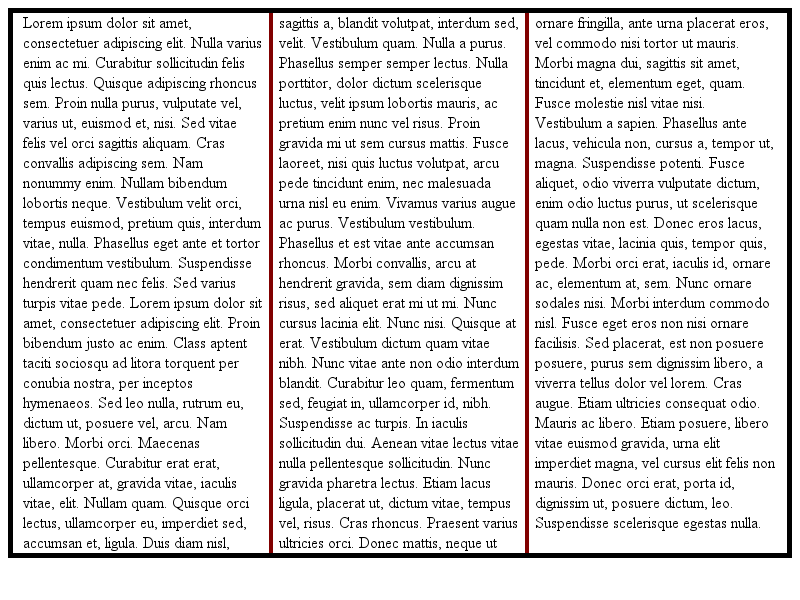 Lorem ipsum dolor sit amet,
consectetuer adipiscing elit. Nulla varius
enim ac mi. Curabitur sollicitudin felis
quis lectus. Quisque adipiscing rhoncus
sem. Proin nulla purus, vulputate vel,
varius ut, euismod et, nisi. Sed vitae
felis vel orci sagittis aliquam. Cras
convallis adipiscing sem. Nam
nonummy enim. Nullam bibendum
lobortis neque. Vestibulum velit orci,
tempus euismod, pretium quis, interdum
vitae, nulla. Phasellus eget ante et tortor
condimentum vestibulum. Suspendisse
hendrerit quam nec felis. Sed varius
turpis vitae pede. Lorem ipsum dolor sit
amet, consectetuer adipiscing elit. Proin
bibendum justo ac enim. Class aptent
taciti sociosqu ad litora torquent per
conubia nostra, per inceptos
hymenaeos. Sed leo nulla, rutrum eu,
dictum ut, posuere vel, arcu. Nam
libero. Morbi orci. Maecenas
pellentesque. Curabitur erat erat,
ullamcorper at, gravida vitae, iaculis
vitae, elit. Nullam quam. Quisque orci
lectus, ullamcorper eu, imperdiet sed,
accumsan et, ligula. Duis diam nisl,
sagittis a, blandit volutpat, interdum sed,
velit. Vestibulum quam. Nulla a purus.
Phasellus semper semper lectus. Nulla
porttitor, dolor dictum scelerisque
luctus, velit ipsum lobortis mauris, ac
pretium enim nunc vel risus. Proin
gravida mi ut sem cursus mattis. Fusce
laoreet, nisi quis luctus volutpat, arcu
pede tincidunt enim, nec malesuada
urna nisl eu enim. Vivamus varius augue
ac purus. Vestibulum vestibulum.
Phasellus et est vitae ante accumsan
rhoncus. Morbi convallis, arcu at
hendrerit gravida, sem diam dignissim
risus, sed aliquet erat mi ut mi. Nunc
cursus lacinia elit. Nunc nisi. Quisque at
erat. Vestibulum dictum quam vitae
nibh. Nunc vitae ante non odio interdum
blandit. Curabitur leo quam, fermentum
sed, feugiat in, ullamcorper id, nibh.
Suspendisse ac turpis. In iaculis
sollicitudin dui. Aenean vitae lectus vitae
nulla pellentesque sollicitudin. Nunc
gravida pharetra lectus. Etiam lacus
ligula, placerat ut, dictum vitae, tempus
vel, risus. Cras rhoncus. Praesent varius
ultricies orci. Donec mattis, neque ut
ornare fringilla, ante urna placerat eros,
vel commodo nisi tortor ut mauris.
Morbi magna dui, sagittis sit amet,
tincidunt et, elementum eget, quam.
Fusce molestie nisl vitae nisi.
Vestibulum a sapien. Phasellus ante
lacus, vehicula non, cursus a, tempor ut,
magna. Suspendisse potenti. Fusce
aliquet, odio viverra vulputate dictum,
enim odio luctus purus, ut scelerisque
quam nulla non est. Donec eros lacus,
egestas vitae, lacinia quis, tempor quis,
pede. Morbi orci erat, iaculis id, ornare
ac, elementum at, sem. Nunc ornare
sodales nisi. Morbi interdum commodo
nisl. Fusce eget eros non nisi ornare
facilisis. Sed placerat, est non posuere
posuere, purus sem dignissim libero, a
viverra tellus dolor vel lorem. Cras
augue. Etiam ultricies consequat odio.
Mauris ac libero. Etiam posuere, libero
vitae euismod gravida, urna elit
imperdiet magna, vel cursus elit felis non
mauris. Donec orci erat, porta id,
dignissim ut, posuere dictum, leo.
Suspendisse scelerisque egestas nulla.